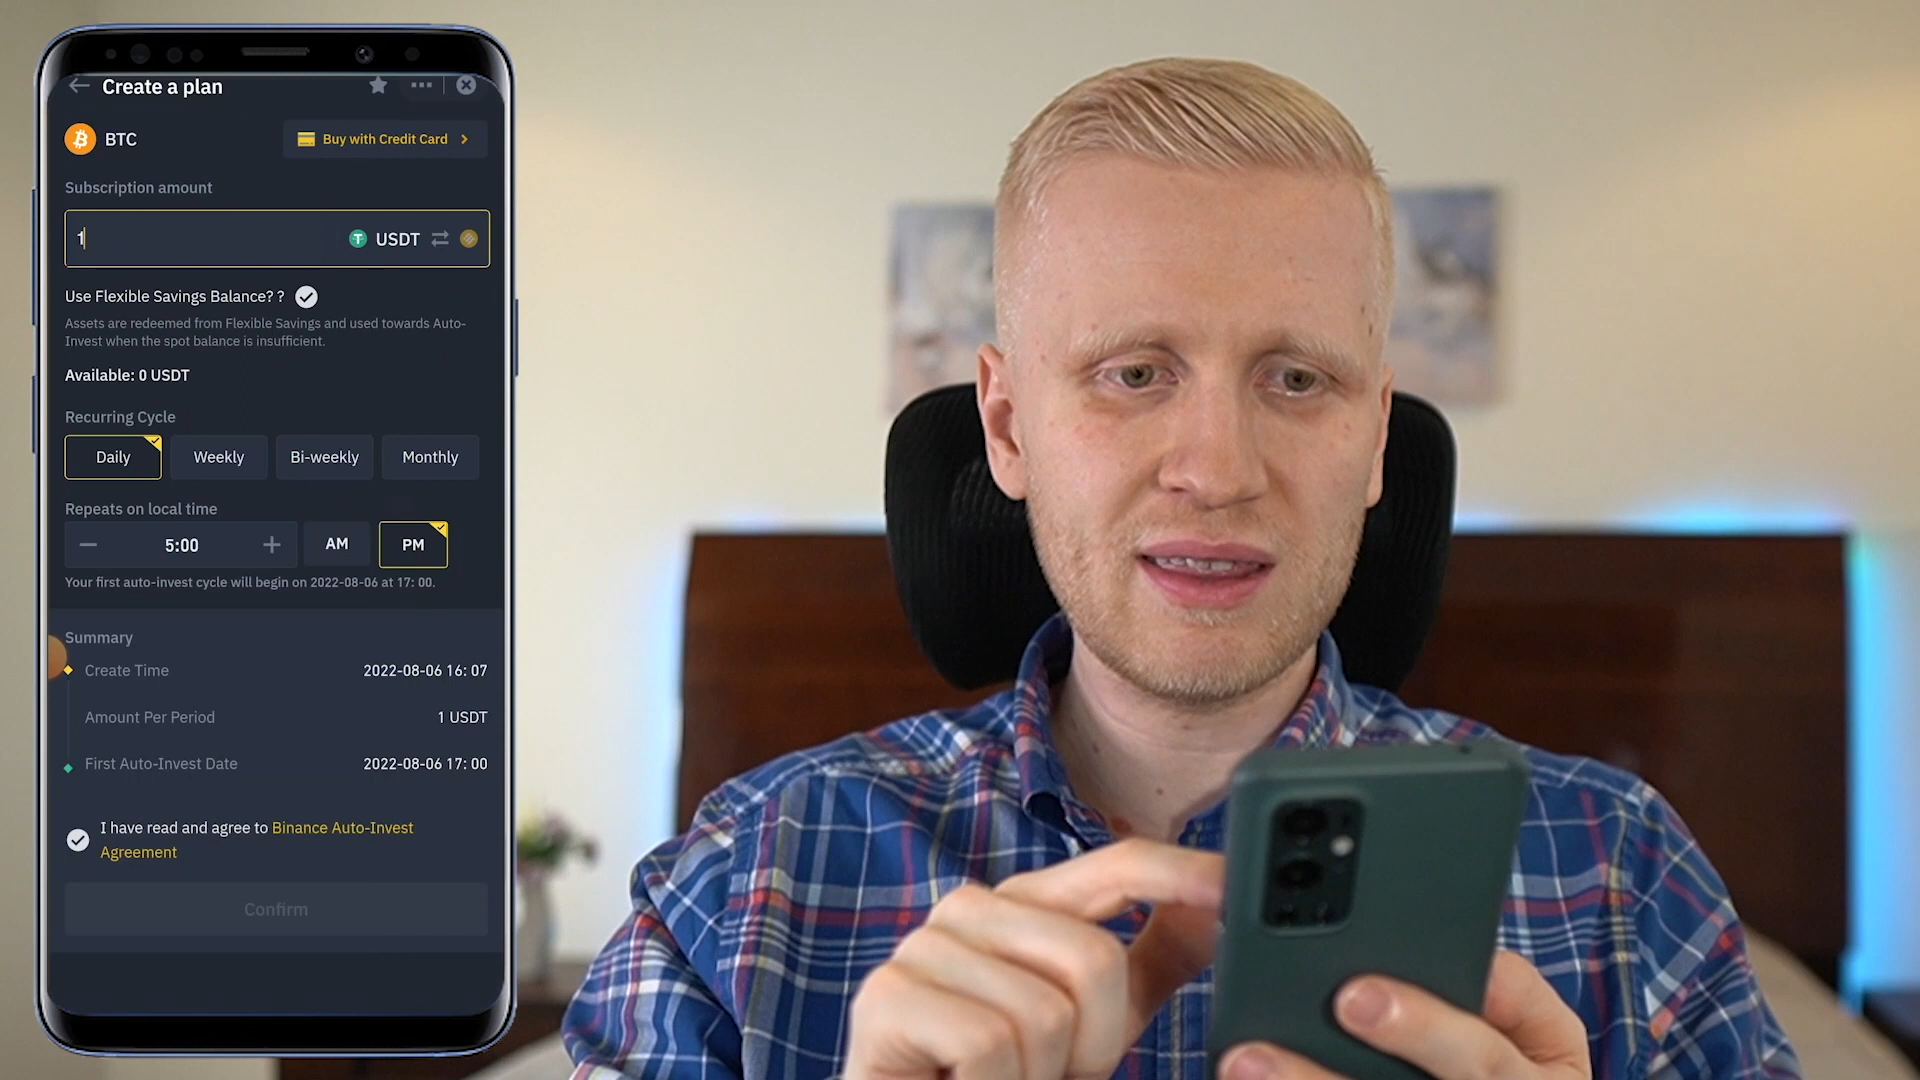 Create a plan
BTC
Buy with Credit Card
Subscription amount
1
USDT
Use Flexible Savings Balance? ?
Assets are redeemed from Flexible Savings and used towards Auto-
Invest when the spot balance is insufficient.
Available: 0 USDT
Recurring Cycle
Daily Weekly Bi-weekly Monthly
Repeats on local time
5:00 AM PM
Your first auto-invest cycle will begin on 2022-08-06 at 17: 00.
Summary
Create Time 2022-08-06 16: 07
Amount Per Period 1 USDT
First Auto-Invest Date 2022-08-06 17: 00
I have read and agree to Binance Auto-Invest
Agreement
Confirm